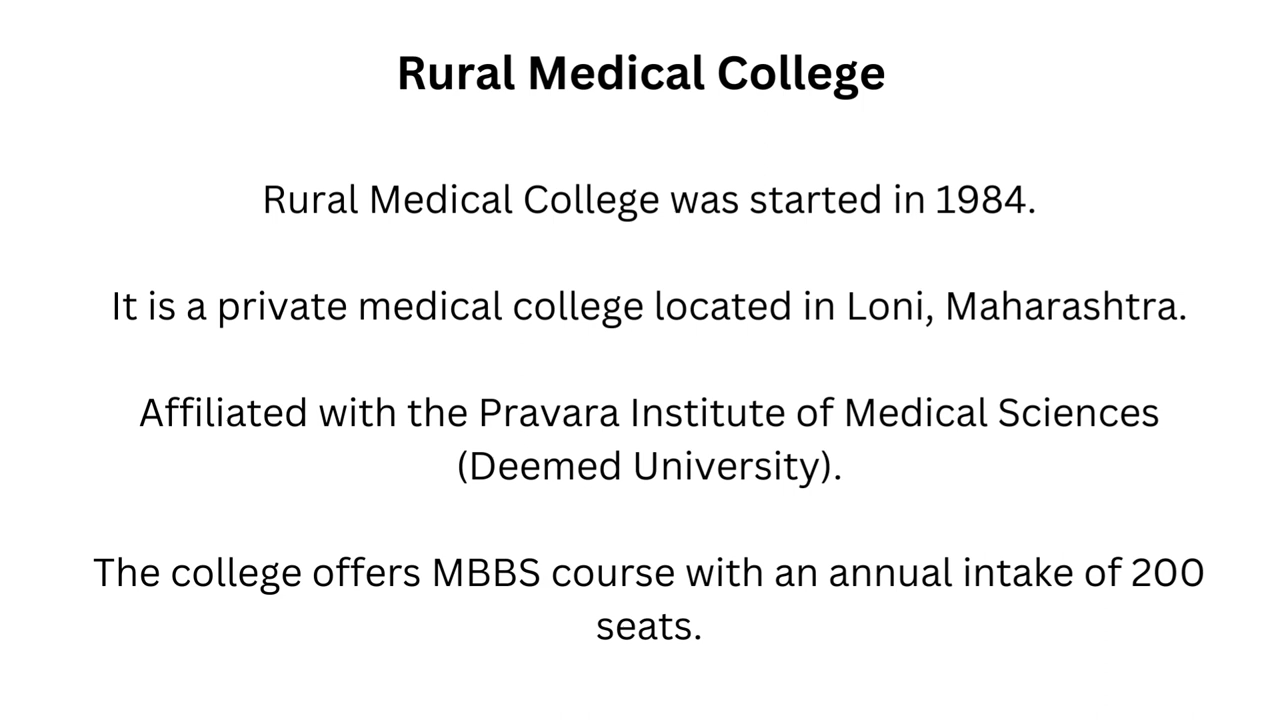 Rural Medical College
Rural Medical College was started in 1984.
It is a private medical college located in Loni, Maharashtra.
Affiliated with the Pravara Institute of Medical Sciences
(Deemed University).
The college offers MBBS course with an annual intake of 200
seats.